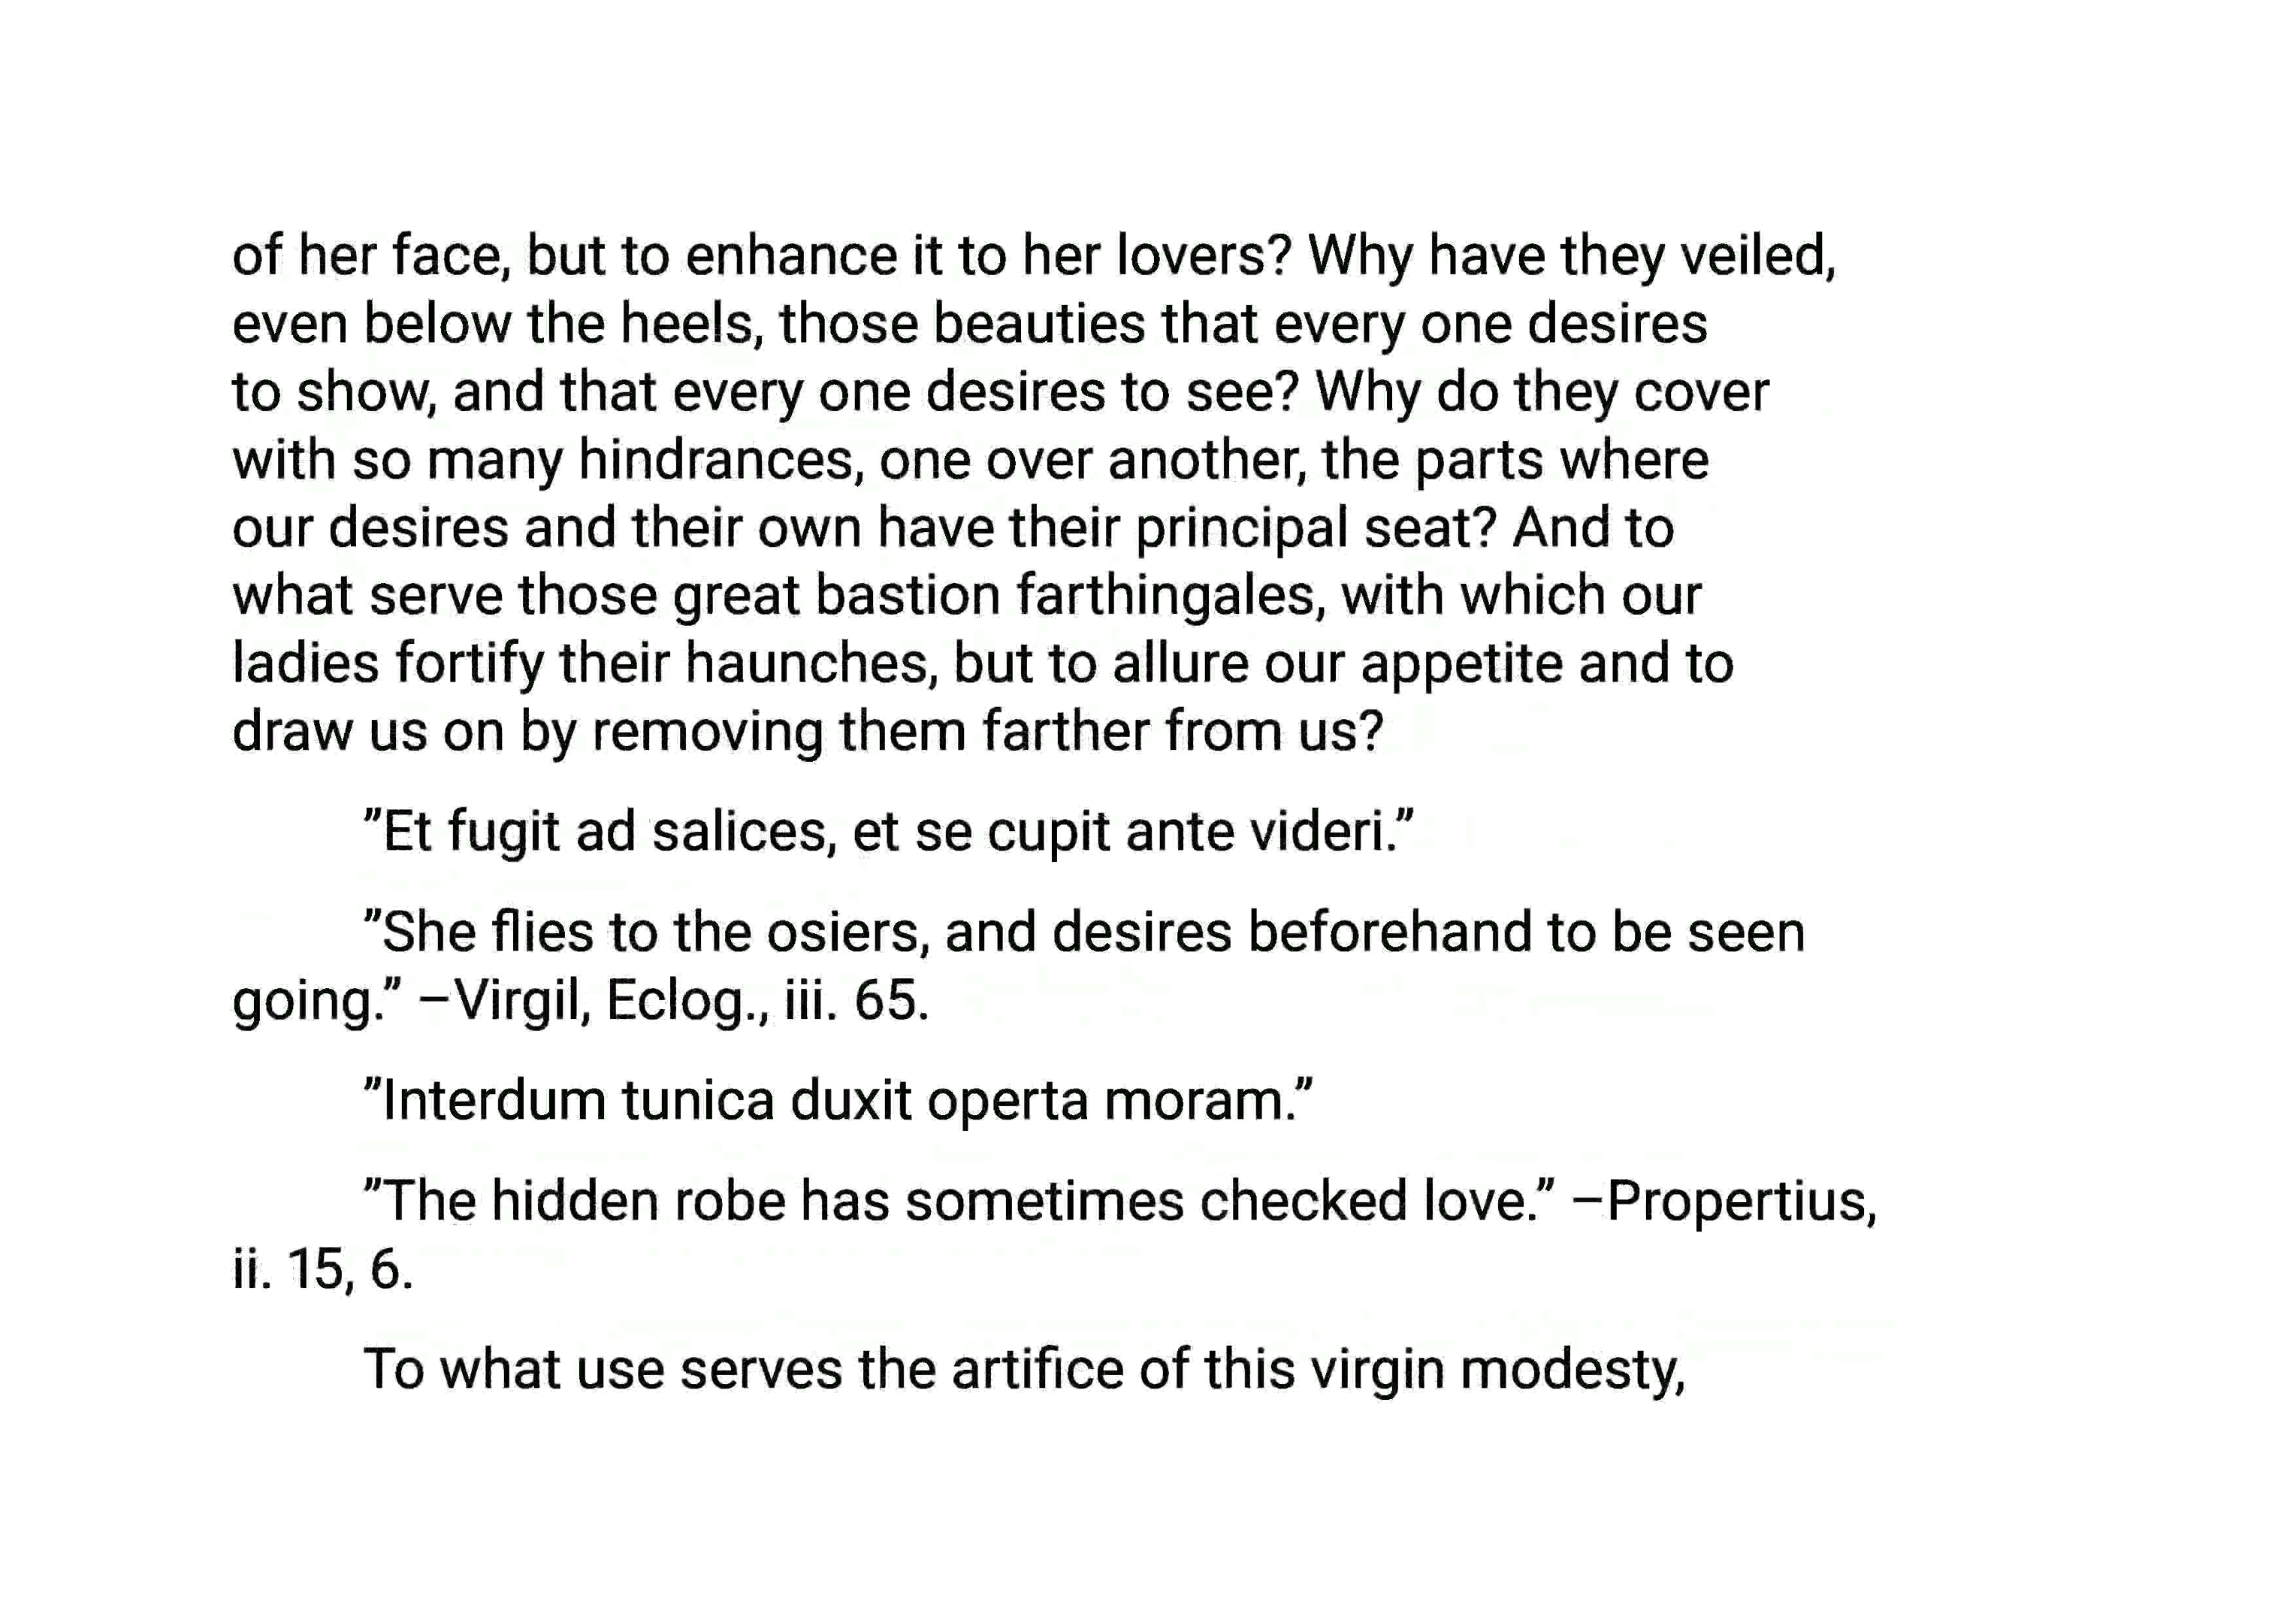 of her face, but to enhance it to her lovers? Why have they veiled,
even below the heels, those beauties that every one desires
to show, and that every one desires to see? Why do they cover
with so many hindrances, one over another, the parts where
our desires and their own have their principal seat? And to
what serve those great bastion farthingales, with which our
ladies fortify their haunches, but to allure our appetite and to
draw us on by removing them farther from us?
”Et fugit ad salices, et se cupit ante videri.”
”She flies to the osiers, and desires beforehand to be seen
going.” –Virgil, Eclog., iii. 65.
”Interdum tunica duxit operta moram.”
”The hidden robe has sometimes checked love.” –Propertius,
ii. 15, 6.
To what use serves the artifice of this virgin modesty,